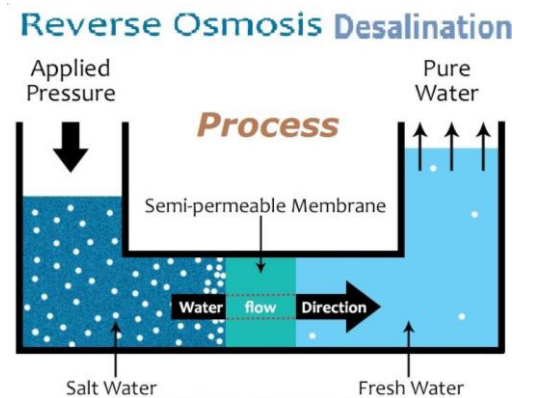 Reverse Osmosis Desalination
Applied
Pressure
Pure
Water
Process
Semi-permeable Membrane
Water flow Direction
Salt Water
Fresh Water